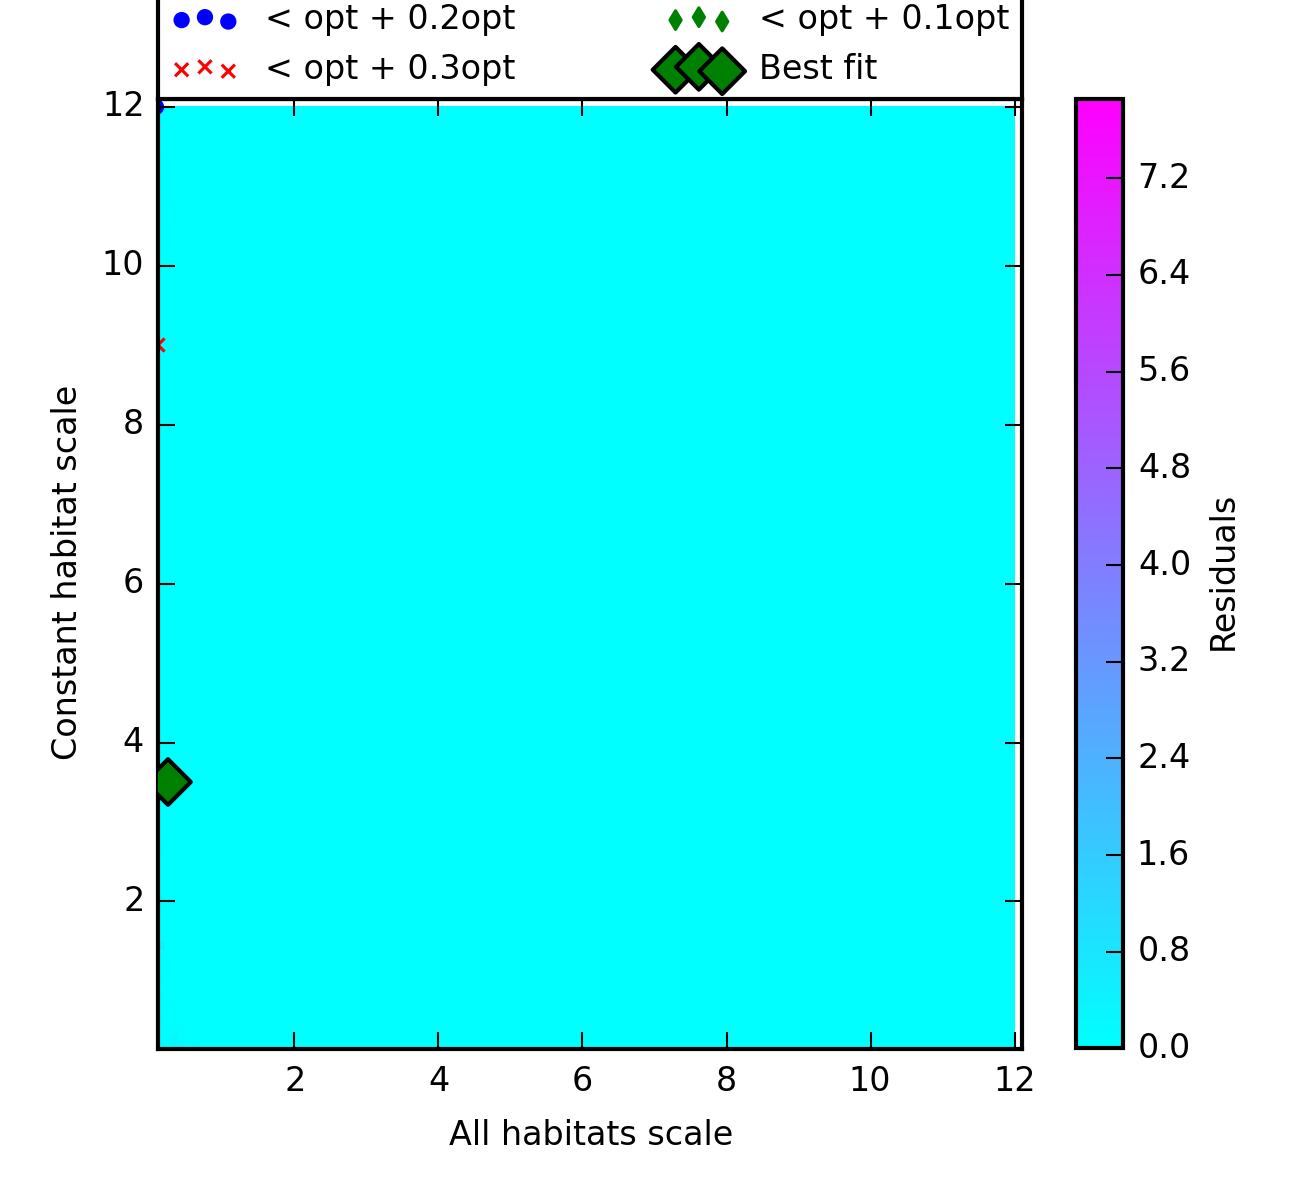 < opt + 0.2opt
< opt + 0.1opt
< opt + 0.3opt
Best fit
12
10
8
6
4
2
Constant habitat scale
2 4 6 8 10 12
All habitats scale
7.2
6.4
5.6
4.8
4.0
3.2
2.4
1.6
0.8
0.0
Residuals